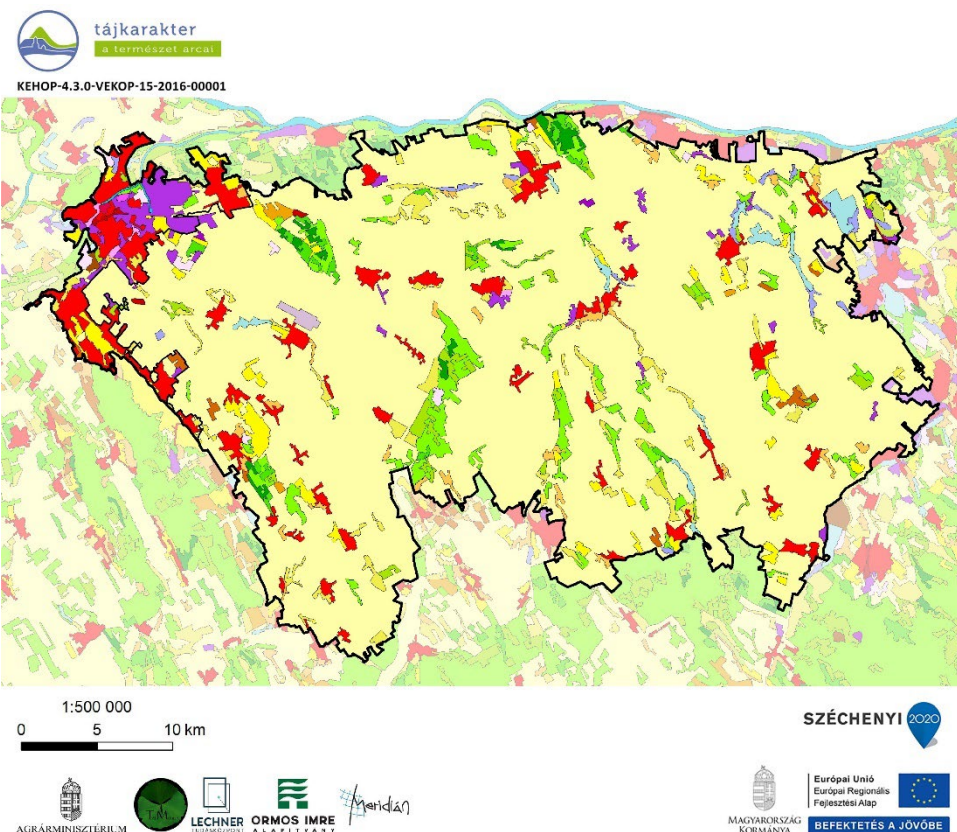 tájkarakter
a természet arcai
KEHOP-4.3.0-VEKOP-15-2016-00001
1:500 000
0 5 10 km
SZÉCHENYI 2020
AGRÁRMINISZTÉRIUM
LECHNER
TUDÁSKÖZPONT
ORMOS IMRE
ALAPÍTVÁNY
Meridián
MAGYARORSZÁG
KORMÁNYA
Európai Unió
Európai Regionális
Fejlesztési Alap
BEFEKTETÉS A JÖVŐBE